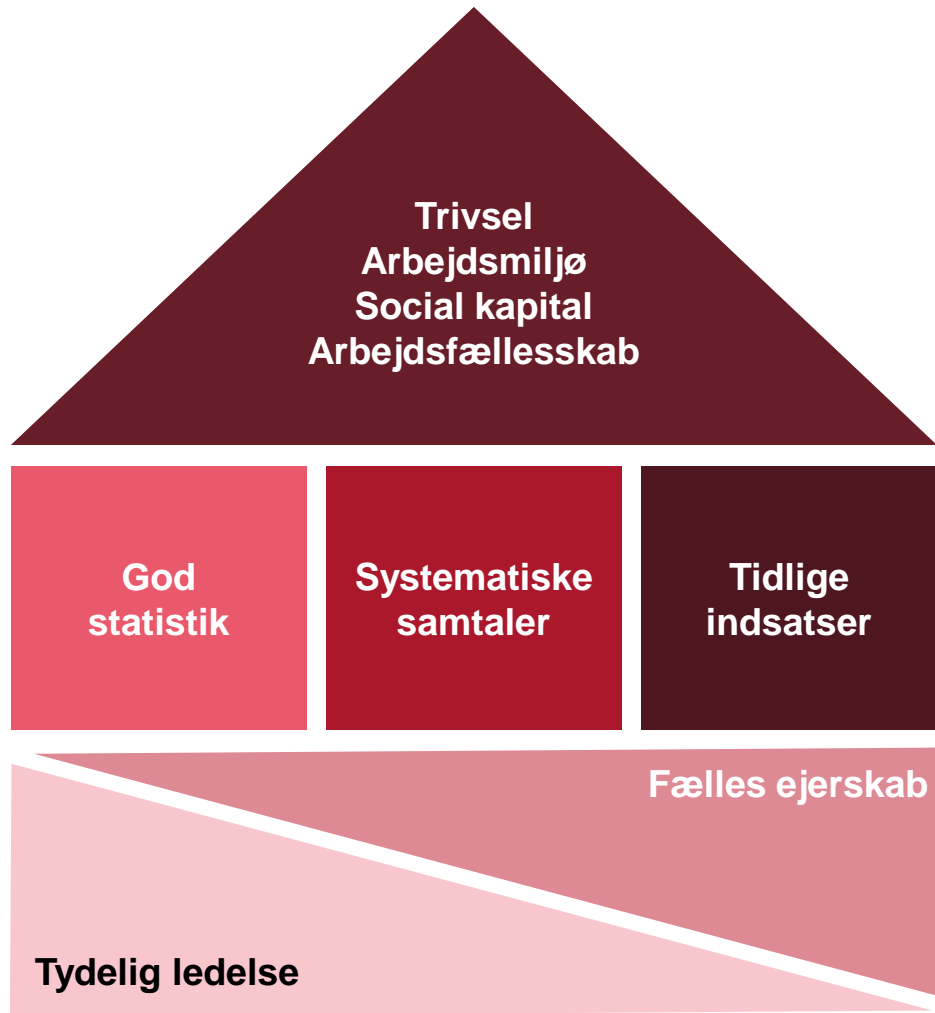 Trivsel
Arbejdsmiljø
Social kapital
Arbejdsfællesskab
God
statistik
Systematiske
samtaler
Tidlige
indsatser
Fælles ejerskab
Tydelig ledelse